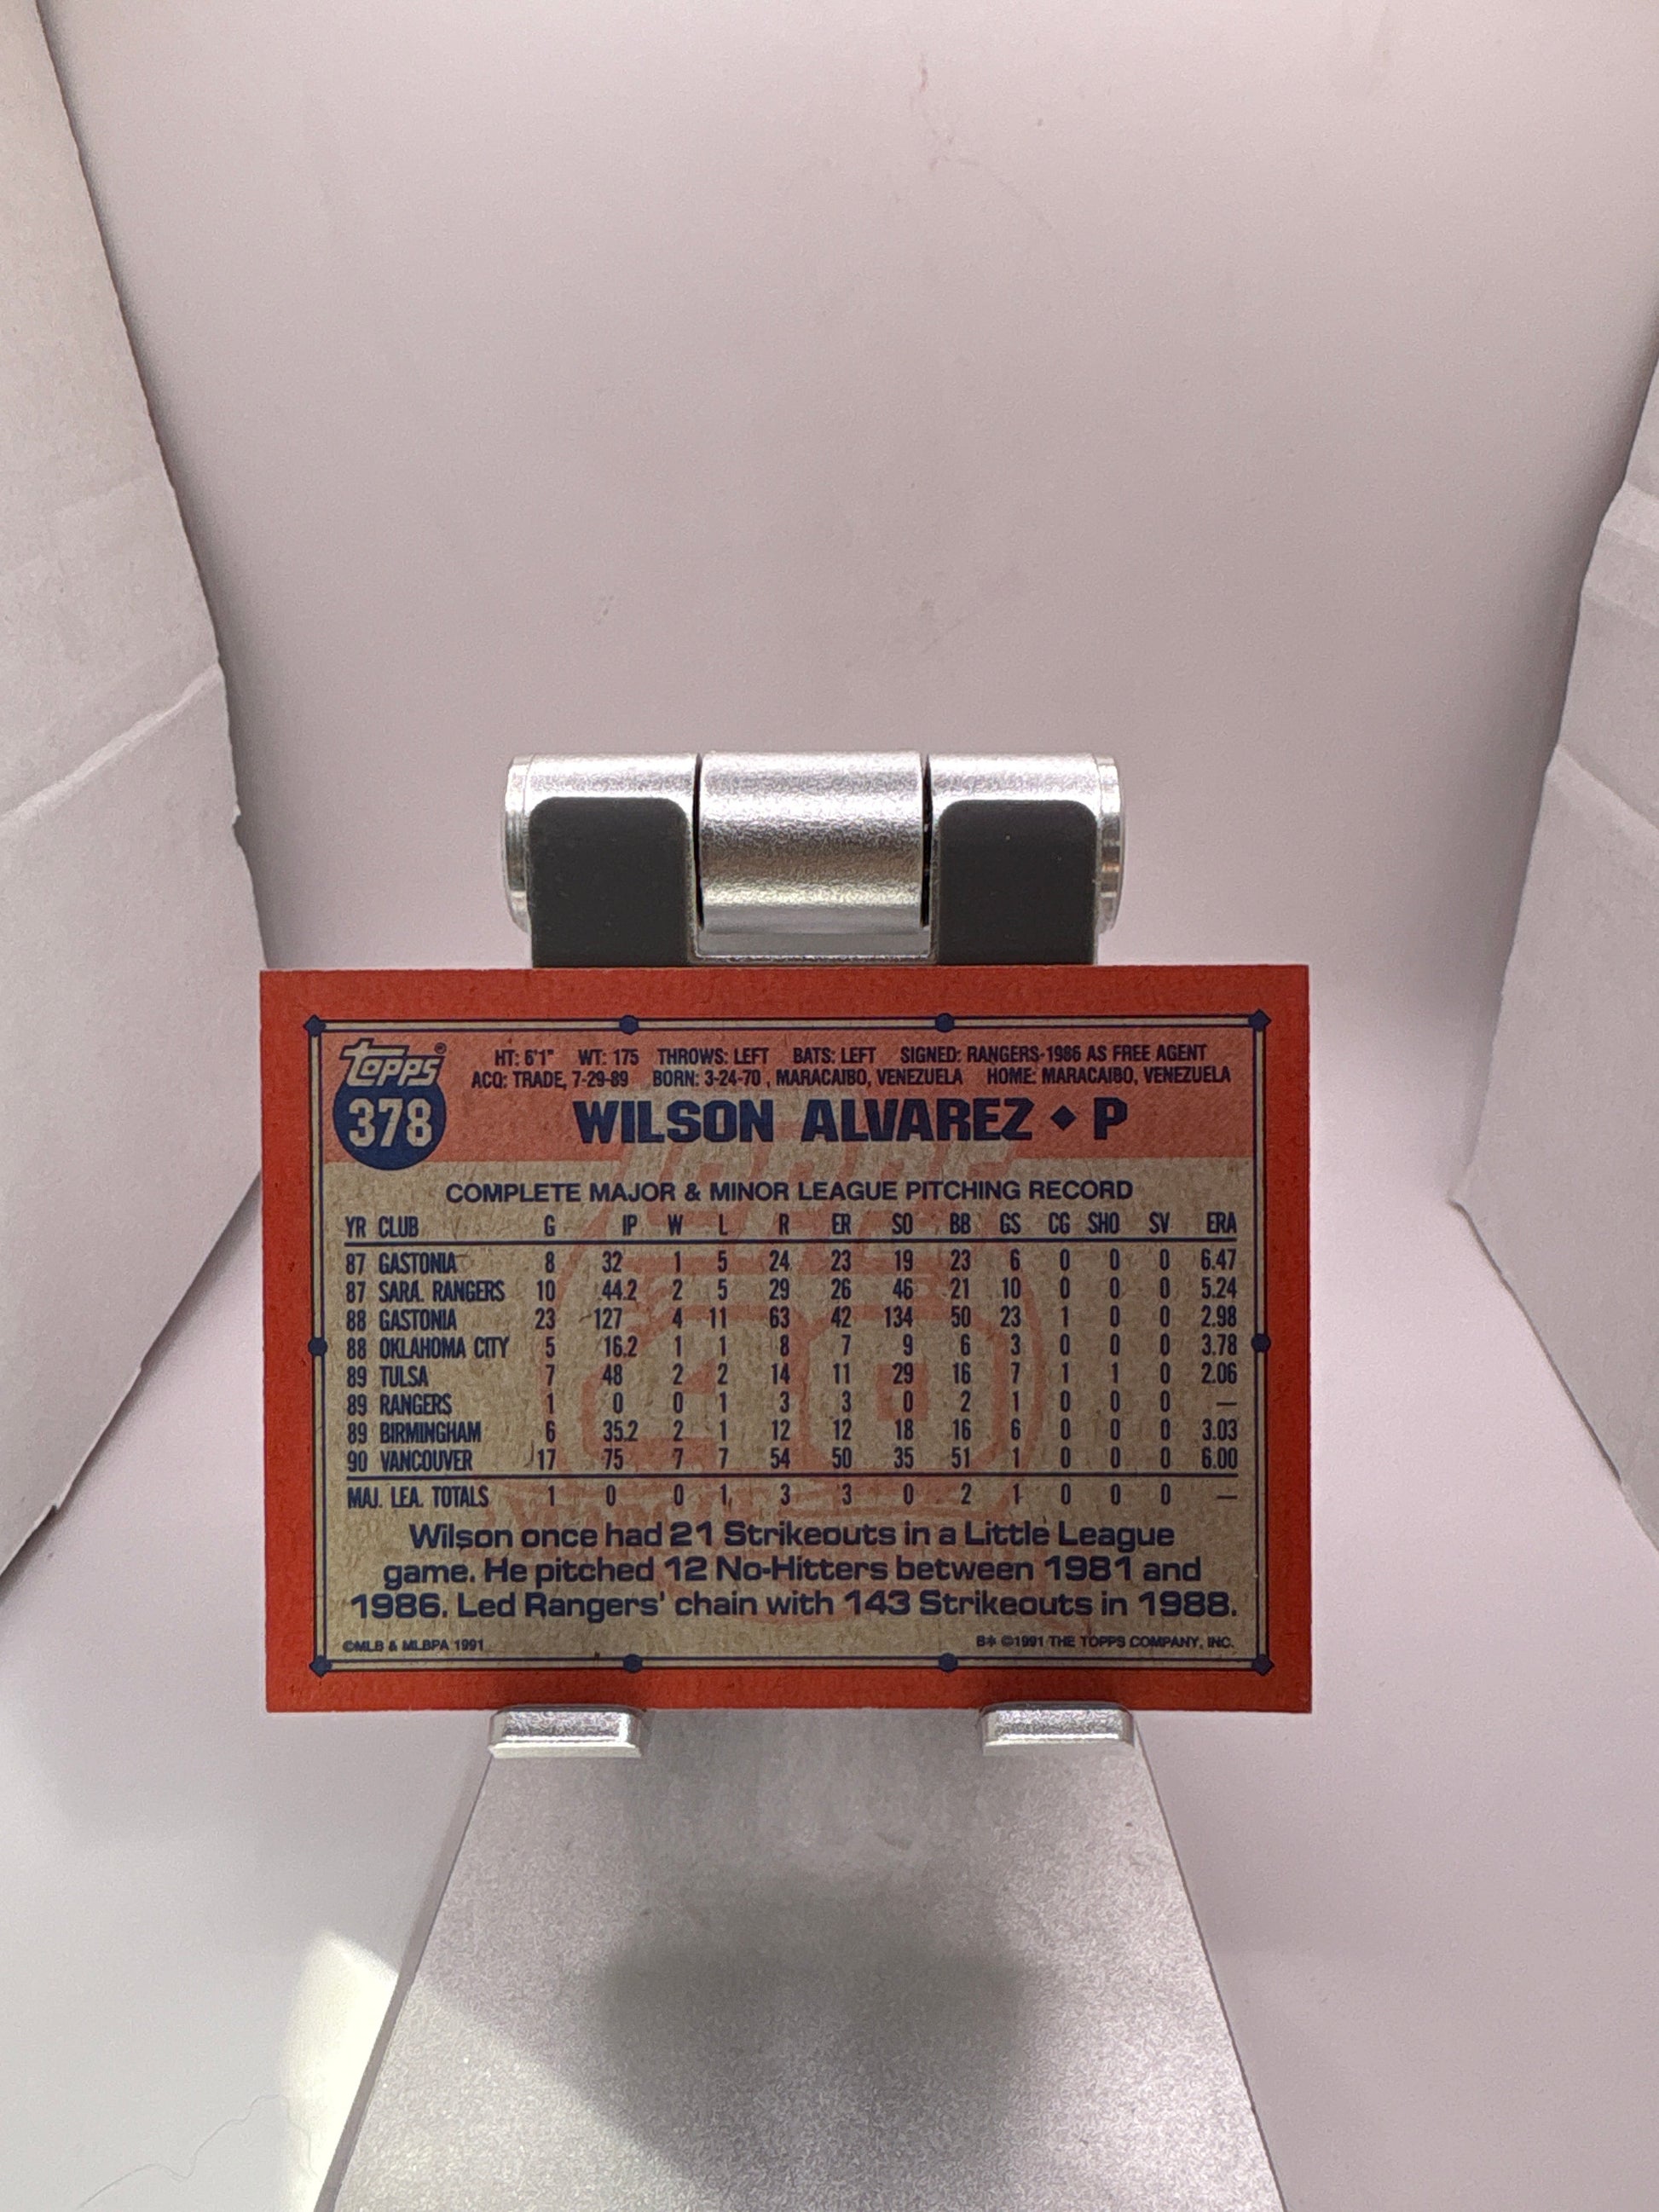 Topps®
378
HT: 6'1" WT: 175 THROWS: LEFT BATS: LEFT SIGNED: RANGERS-1986 AS FREE AGENT
ACQ: TRADE, 7-29-89 BORN: 3-24-70, MARACAIBO, VENEZUELA HOME: MARACAIBO, VENEZUELA
WILSON ALVAREZ ◆ P
COMPLETE MAJOR & MINOR LEAGUE PITCHING RECORD
YR CLUB G IP W L R ER SO BB GS CG SHO SV ERA
87 GASTONIA 8 32 1 5 24 23 19 23 6 0 0 0 6.47
87 SARA. RANGERS 10 44.2 2 5 29 26 46 21 10 0 0 0 5.24
88 GASTONIA 23 127 4 11 63 42 134 50 23 1 0 0 2.98
88 OKLAHOMA CITY 5 16.2 1 1 8 7 9 6 3 0 0 0 3.78
89 TULSA 7 48 2 2 14 11 29 16 7 1 1 0 2.06
89 RANGERS 1 0 0 1 3 3 0 2 1 0 0 0 —
89 BIRMINGHAM 6 35.2 2 1 12 12 18 16 6 0 0 0 3.03
90 VANCOUVER 17 75 7 7 54 50 35 51 1 0 0 0 6.00
MAJ. LEA. TOTALS 1 0 0 1 3 3 0 2 1 0 0 0 —
Wilson once had 21 Strikeouts in a Little League
game. He pitched 12 No-Hitters between 1981 and
1986. Led Rangers' chain with 143 Strikeouts in 1988.
©MLB & MLBPA 1991
B* ©1991 THE TOPPS COMPANY, INC.